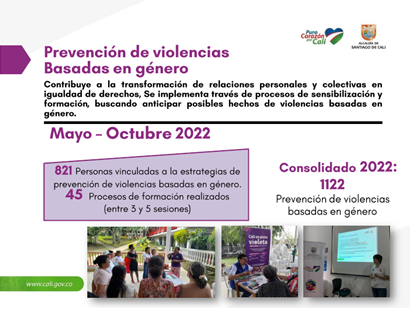 Puro
Corazón
por
Cali
ALCALDÍA DE
SANTIAGO DE CALI
Prevención de violencias
Basadas en género
Contribuye a la transformación de relaciones personales y colectivas en
igualdad de derechos, Se implementa través de procesos de sensibilización y
formación, buscando anticipar posibles hechos de violencias basadas en
género.
Mayo – Octubre 2022
821 Personas vinculadas a la estrategias de
prevención de violencias basadas en género.
45 Procesos de formación realizados
(entre 3 y 5 sesiones)
Consolidado 2022:
1122
Prevención de violencias
basadas en género
violeta
www.cali.gov.co